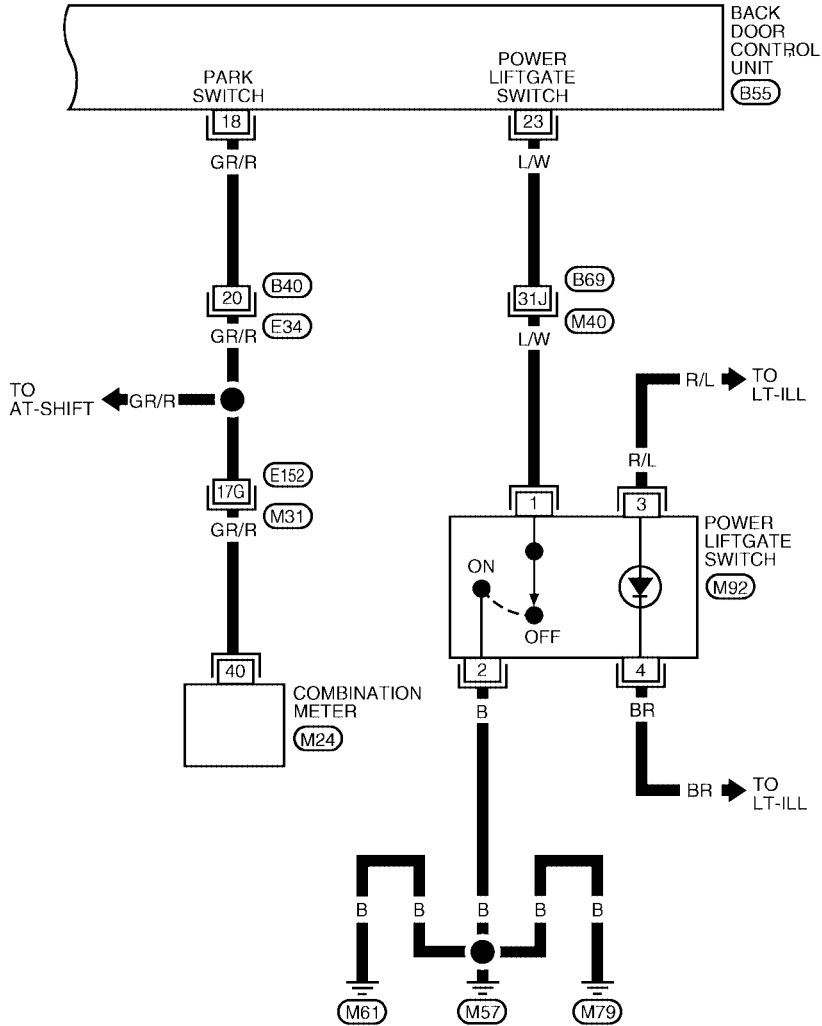 BACK
DOOR
CONTROL
UNIT
B55
PARK
SWITCH
POWER
LIFTGATE
SWITCH
18
23
GR/R
L/W
20
B40
E34
31J
B69
M40
GR/R
L/W
TO
AT-SHIFT
GR/R
R/L
TO
LT-ILL
R/L
17G
E152
M31
GR/R
1
3
POWER
LIFTGATE
SWITCH
M92
ON
OFF
40
2
4
COMBINATION
METER
M24
B
BR
BR
TO
LT-ILL
B
B
B
B
B
M61
M57
M79